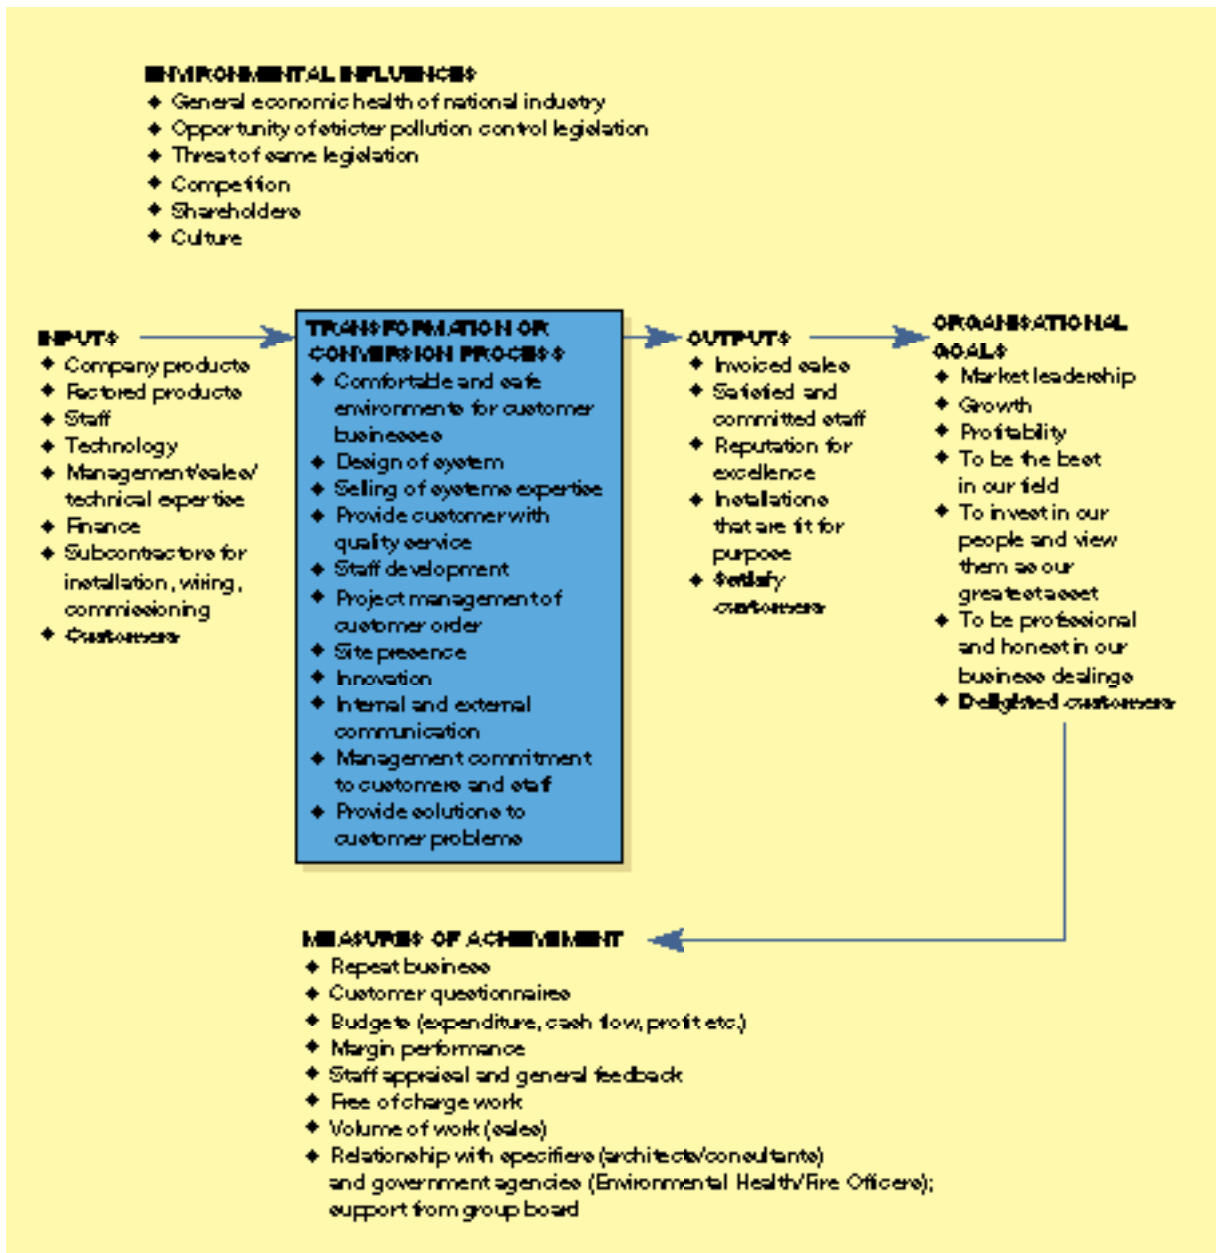 ENVIRONMENTAL INFLUENCES
◆ General economic health of national industry
◆ Opportunity of stricter pollution control legislation
◆ Threat of same legislation
◆ Competition
◆ Shareholders
◆ Culture
INPUTS
◆ Company products
◆ Factored products
◆ Staff
◆ Technology
◆ Management/sales/
technical expertise
◆ Finance
◆ Subcontractors for
installation, wiring,
commissioning
◆ Customers
TRANSFORMATION OR
CONVERSION PROCESS
◆ Comfortable and safe
environments for customer
businesses
◆ Design of system
◆ Selling of systems expertise
◆ Provide customer with
quality service
◆ Staff development
◆ Project management of
customer order
◆ Site presence
◆ Innovation
◆ Internal and external
communication
◆ Management commitment
to customers and staff
◆ Provide solutions to
customer problems
OUTPUTS
◆ Invoiced sales
◆ Satisfied and
committed staff
◆ Reputation for
excellence
◆ Installations
that are fit for
purpose
◆ Satisfy
customers
ORGANISATIONAL
GOALS
◆ Market leadership
◆ Growth
◆ Profitability
◆ To be the best
in our field
◆ To invest in our
people and view
them as our
greatest asset
◆ To be professional
and honest in our
business dealings
◆ Delighted customers
MEASURES OF ACHIEVEMENT
◆ Repeat business
◆ Customer questionnaires
◆ Budgets (expenditure, cash flow, profit etc.)
◆ Margin performance
◆ Staff appraisal and general feedback
◆ Free of charge work
◆ Volume of work (sales)
◆ Relationship with specifiers (architects/consultants)
and government agencies (Environmental Health/Fire Officers);
support from group board